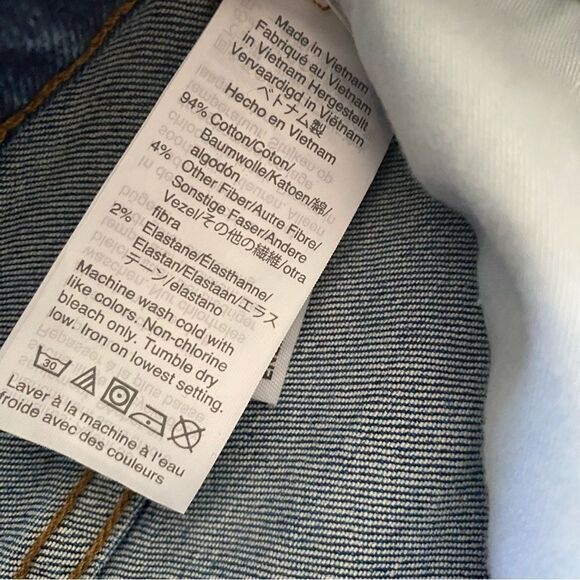 Made in Vietnam
Fabriqué au Vietnam
in Vietnam Hergestellt
Vervaardigd in Vietnam
ベトナム製
Hecho en Vietnam
94% Cotton/Coton/
Baumwolle/Katoen/綿/
algodón
4% Other Fiber/Autre Fibre/
Sonstige Faser/Andere
Vezel/その他の繊維/otra
fibra
2% Elastane/Élasthanne/
Elastan/Elastaan/エラス
テーン/elastano
Machine wash cold with
like colors. Non-chlorine
bleach only. Tumble dry
low. Iron on lowest setting.
30
Laver à la machine à l'eau
froide avec des couleurs